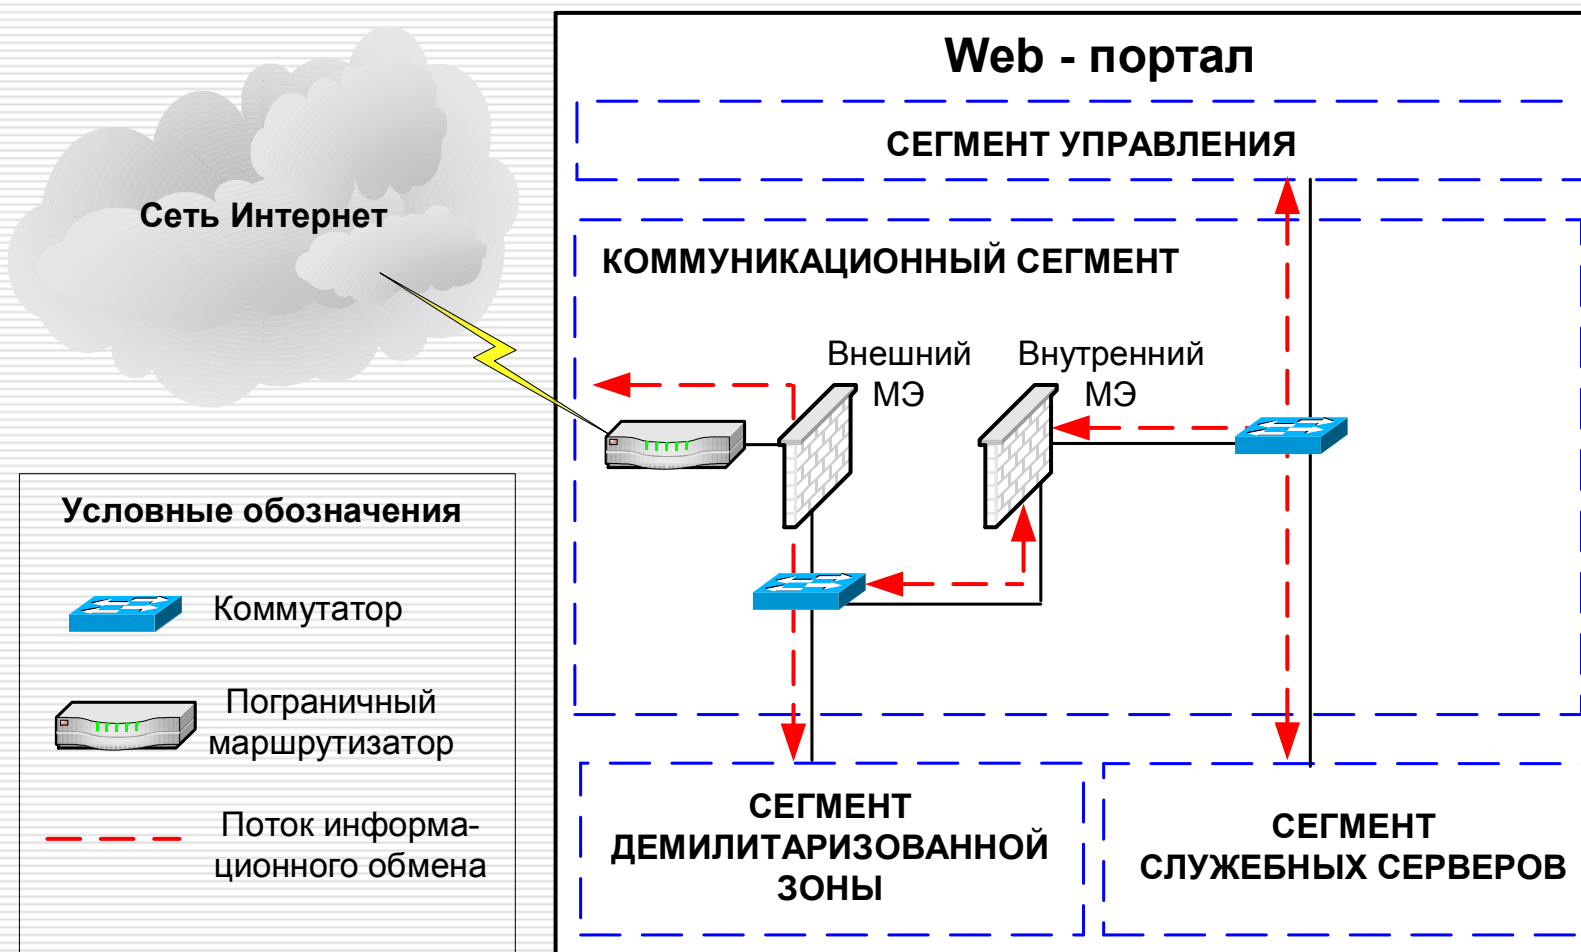 Web - портал
СЕГМЕНТ УПРАВЛЕНИЯ
Сеть Интернет
КОММУНИКАЦИОННЫЙ СЕГМЕНТ
Внешний
МЭ
Внутренний
МЭ
Условные обозначения
Коммутатор
Пограничный
маршрутизатор
Поток информа-
ционного обмена
СЕГМЕНТ
ДЕМИЛИТАРИЗОВАННОЙ
ЗОНЫ
СЕГМЕНТ
СЛУЖЕБНЫХ СЕРВЕРОВ